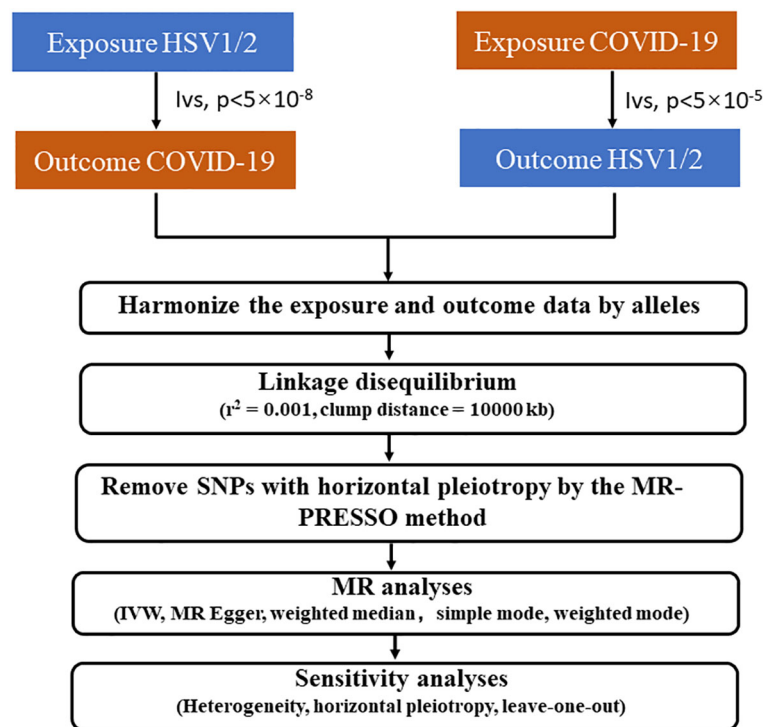 Exposure HSV1/2
Exposure COVID-19
Ivs, p<5×10⁻⁸
Ivs, p<5×10⁻⁵
Outcome COVID-19
Outcome HSV1/2
Harmonize the exposure and outcome data by alleles
Linkage disequilibrium
(r² = 0.001, clump distance = 10000 kb)
Remove SNPs with horizontal pleiotropy by the MR-
PRESSO method
MR analyses
(IVW, MR Egger, weighted median，simple mode, weighted mode)
Sensitivity analyses
(Heterogeneity, horizontal pleiotropy, leave-one-out)